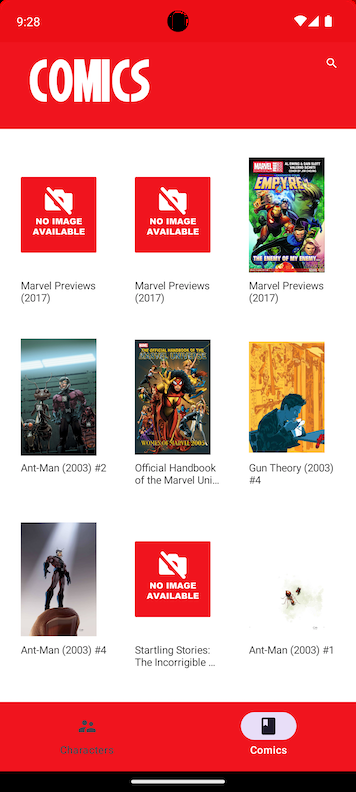 9:28
COMICS
NO IMAGE
AVAILABLE
NO IMAGE
AVAILABLE
MARVEL
EMPYRE
THE ENEMY OF MY ENEMY...
Marvel Previews
(2017)
Marvel Previews
(2017)
Marvel Previews
(2017)
THE OFFICIAL HANDBOOK OF THE
MARVEL UNIVERSE
WOMEN OF MARVEL 2005
Ant-Man (2003) #2
Official Handbook
of the Marvel Uni...
Gun Theory (2003)
#4
NO IMAGE
AVAILABLE
Ant-Man (2003) #4
Startling Stories:
The Incorrigible ...
Ant-Man (2003) #1
Characters
Comics